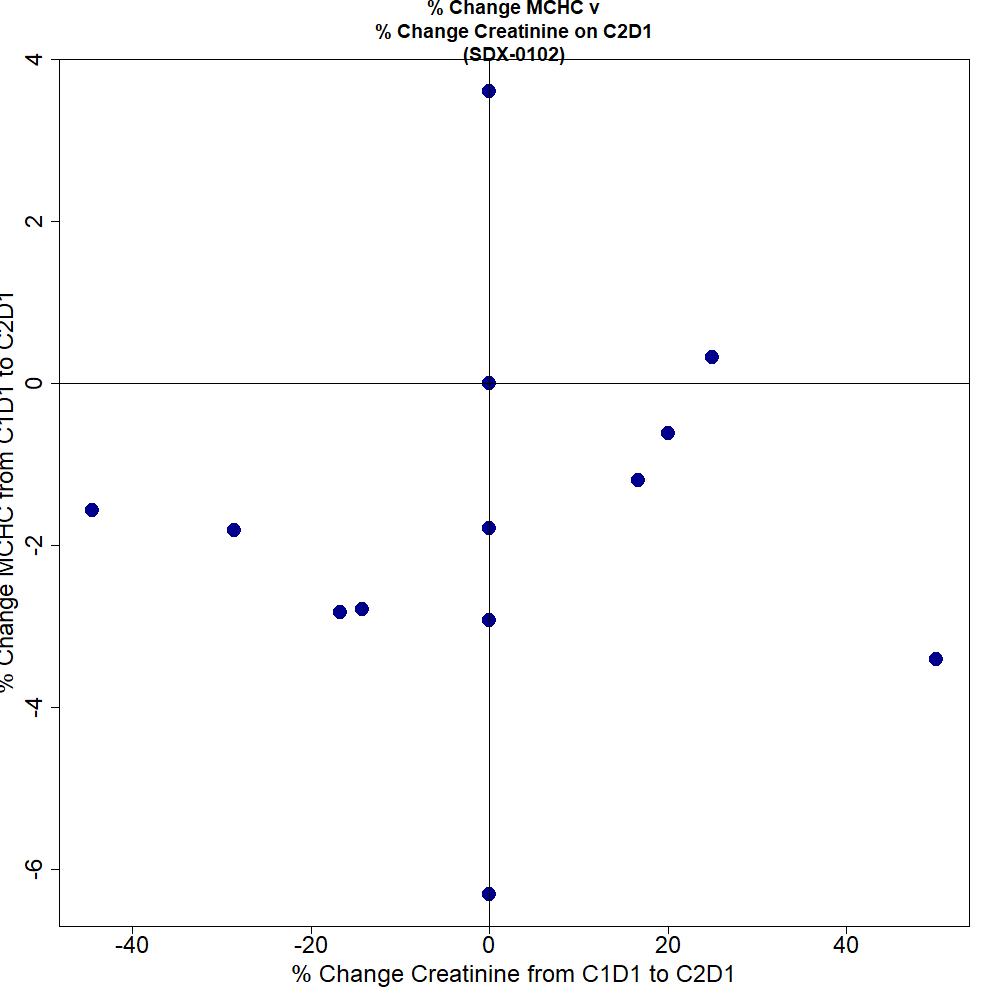 % Change MCHC v
% Change Creatinine on C2D1
(SDX-0102)
% Change MCHC from C1D1 to C2D1
4
2
0
-2
-4
-6
-40
-20
0
20
40
% Change Creatinine from C1D1 to C2D1